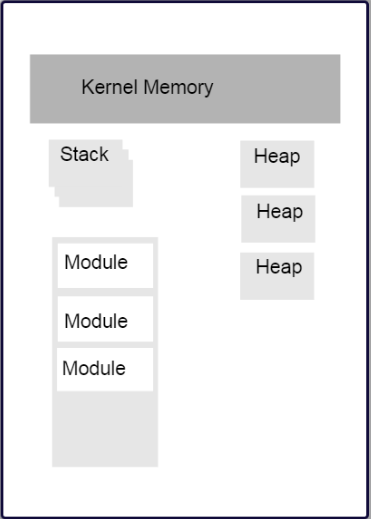 Kernel Memory
Stack
Heap
Heap
Heap
Module
Module
Module